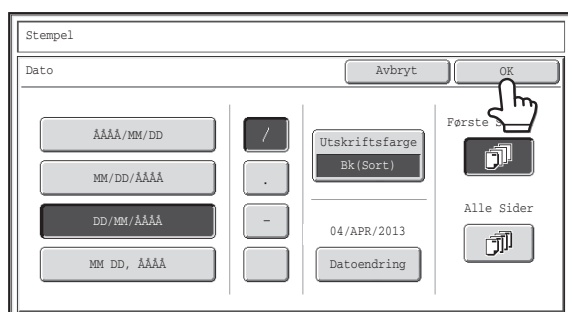 Stempel
Dato
Avbryt
OK
ÅÅÅÅ/MM/DD
MM/DD/ÅÅÅÅ
DD/MM/ÅÅÅÅ
MM DD, ÅÅÅÅ
/
.
-
Utskriftsfarge
Bk(Sort)
04/APR/2013
Datoendring
Første
Alle Sider